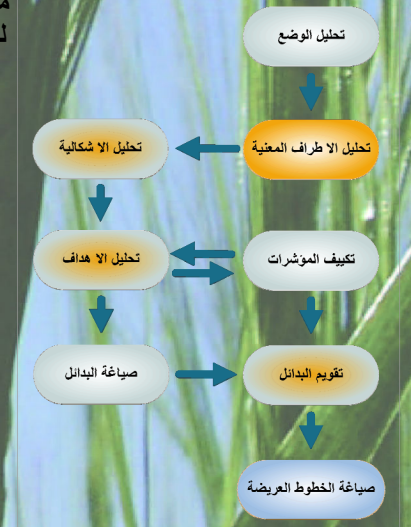 تحليل الوضع
تحليل الا طراف المعنية
تحليل الا شكالية
تحليل الا هداف
تكييف المؤشرات
صياغة البدائل
تقويم البدائل
صياغة الخطوط العريضة